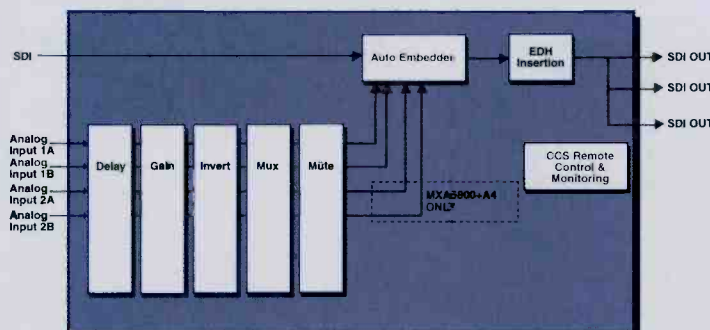 SDI
Auto Embedder
EDH
Insertion
SDI OUT
SDI OUT
SDI OUT
Analog
Input 1A
Analog
Input 1B
Analog
Input 2A
Analog
Input 2B
Delay
Gain
Invert
Mux
Mute
CCS Remote
Control &
Monitoring
MXA5800+A4
ONLY